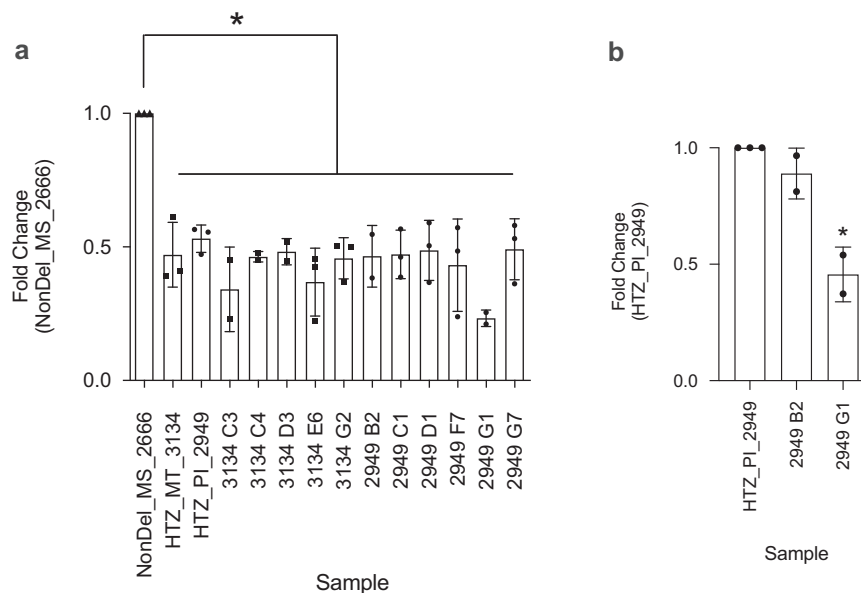 a
*
Fold Change
(NonDel_MS_2666)
1.0
0.5
0.0
NonDel_MS_2666
HTZ_MT_3134
HTZ_PI_2949
3134 C3
3134 C4
3134 D3
3134 E6
3134 G2
2949 B2
2949 C1
2949 D1
2949 F7
2949 G1
2949 G7
Sample
b
Fold Change
(HTZ_PI_2949)
1.0
0.5
0.0
*
HTZ_PI_2949
2949 B2
2949 G1
Sample